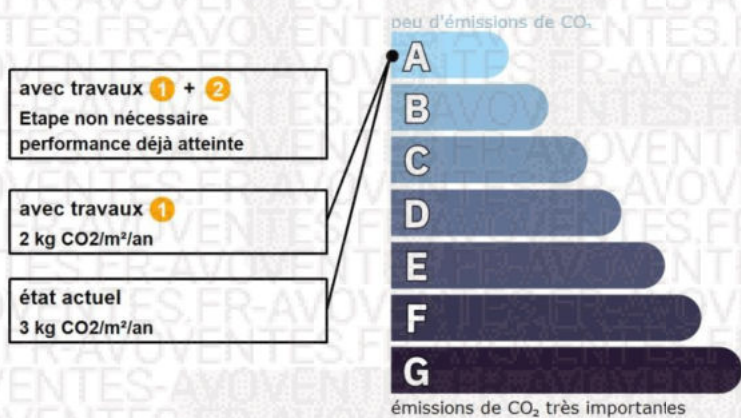 peu d'émissions de CO₂
A
avec travaux 1 + 2
Etape non nécessaire
performance déjà atteinte
B
C
avec travaux 1
2 kg CO2/m²/an
D
E
état actuel
3 kg CO2/m²/an
F
G
émissions de CO₂ très importantes